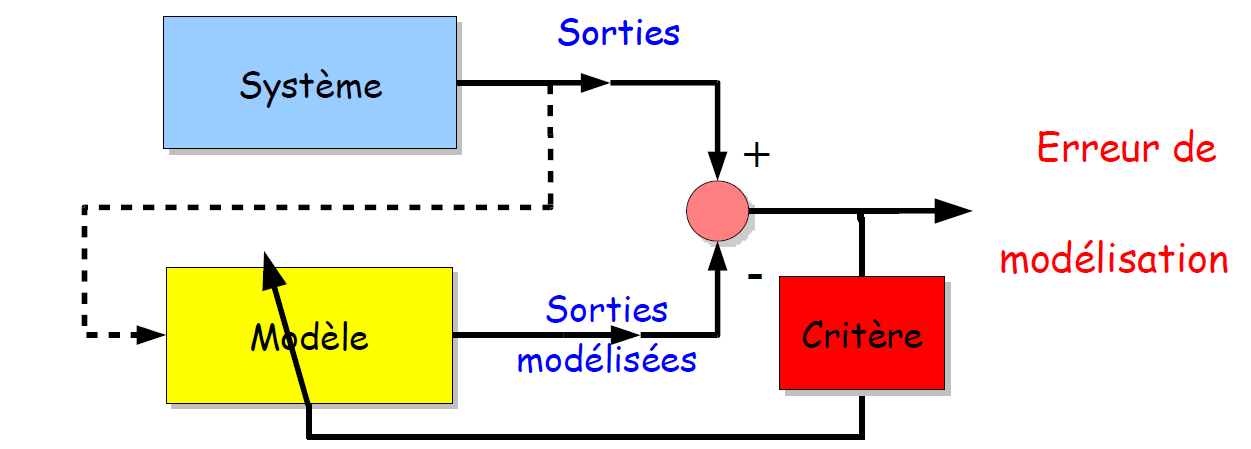 Sorties
Système
+
Erreur de
-
modélisation
Sorties
Modèle
Critère
modélisées